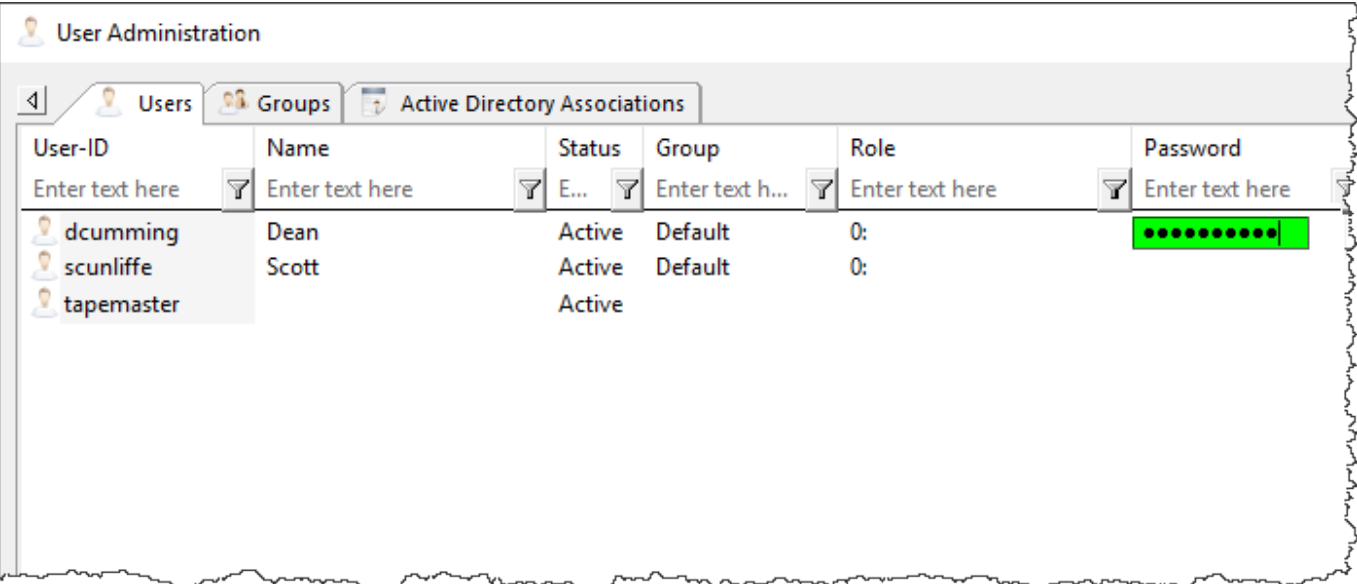 User Administration
Users Groups Active Directory Associations
User-ID Name Status Group Role Password
Enter text here Enter text here E... Enter text h... Enter text here Enter text here
dcumming Dean Active Default 0: ●●●●●●●●●●
scunliffe Scott Active Default 0:
tapemaster Active